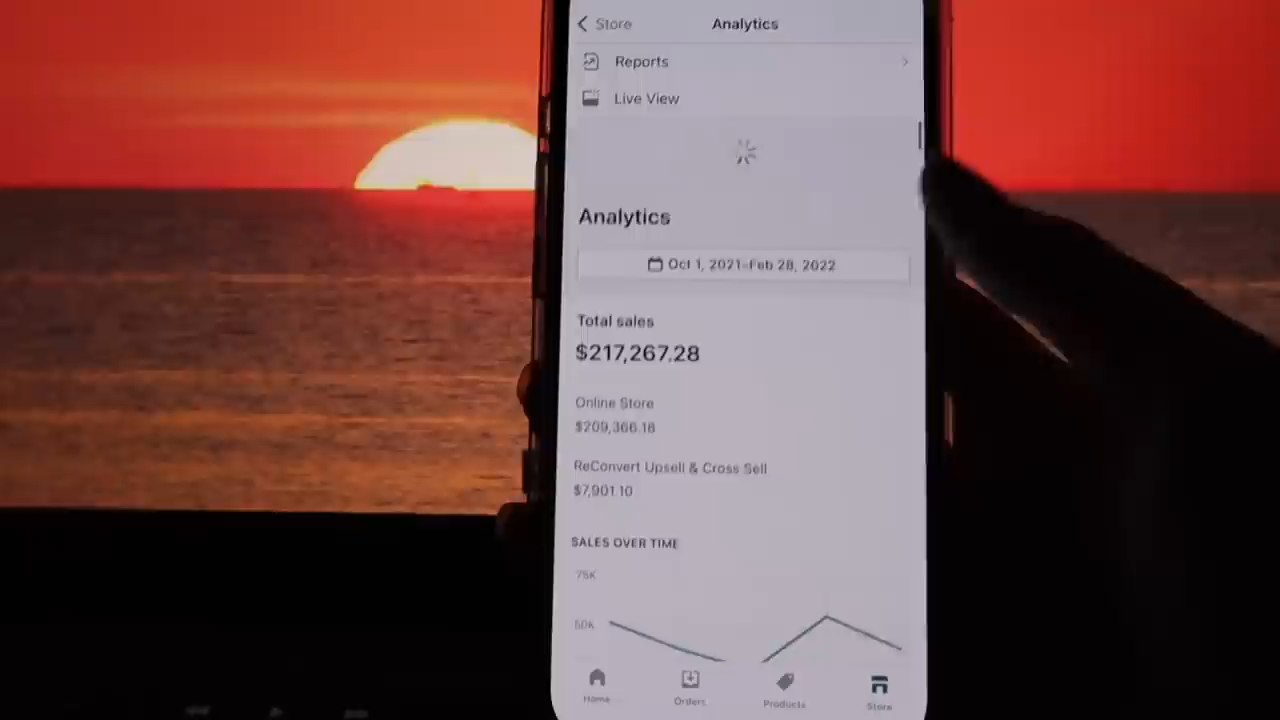 Store
Analytics
Reports
Live View
Analytics
Oct 1, 2021–Feb 28, 2022
Total sales
$217,267.28
Online Store
$209,366.18
ReConvert Upsell & Cross Sell
$7,901.10
SALES OVER TIME
75K
50K
Home
Orders
Products
Store